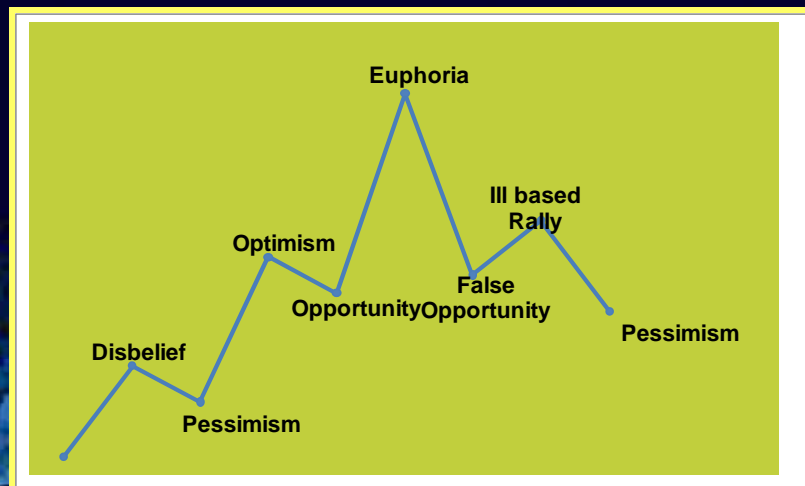 Euphoria
Ill based
Rally
Optimism
False
Opportunity
Opportunity
Disbelief
Pessimism
Pessimism